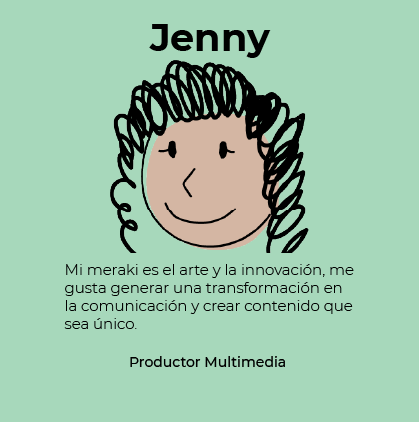 Jenny
Mi meraki es el arte y la innovación, me
gusta generar una transformación en
la comunicación y crear contenido que
sea único.
Productor Multimedia